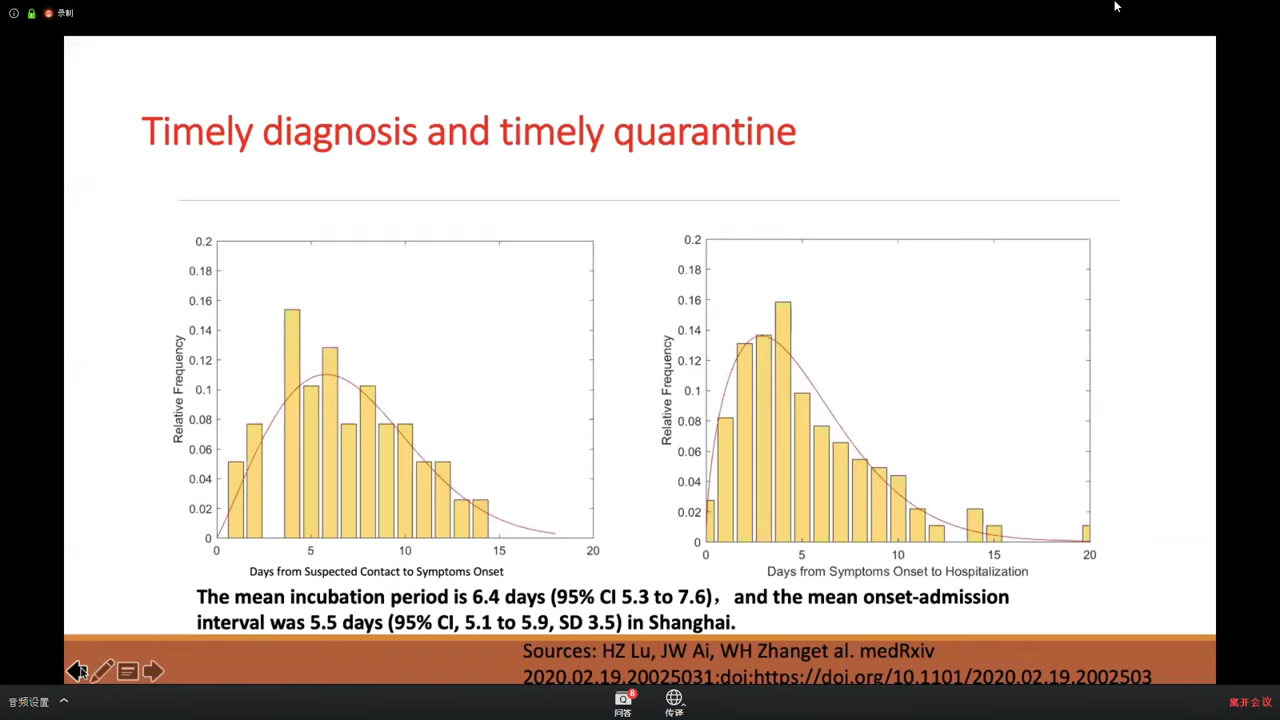 录制
Timely diagnosis and timely quarantine
0.2
0.18
0.16
0.14
0.12
0.1
0.08
0.06
0.04
0.02
0
Relative Frequency
0 5 10 15 20
Days from Suspected Contact to Symptoms Onset
0.2
0.18
0.16
0.14
0.12
0.1
0.08
0.06
0.04
0.02
0
Relative Frequency
0 5 10 15 20
Days from Symptoms Onset to Hospitalization
The mean incubation period is 6.4 days (95% CI 5.3 to 7.6)，and the mean onset-admission
interval was 5.5 days (95% CI, 5.1 to 5.9, SD 3.5) in Shanghai.
Sources: HZ Lu, JW Ai, WH Zhanget al. medRxiv
2020.02.19.20025031;doi:https://doi.org/10.1101/2020.02.19.2002503
音频设置
8
问答
传译
离开会议